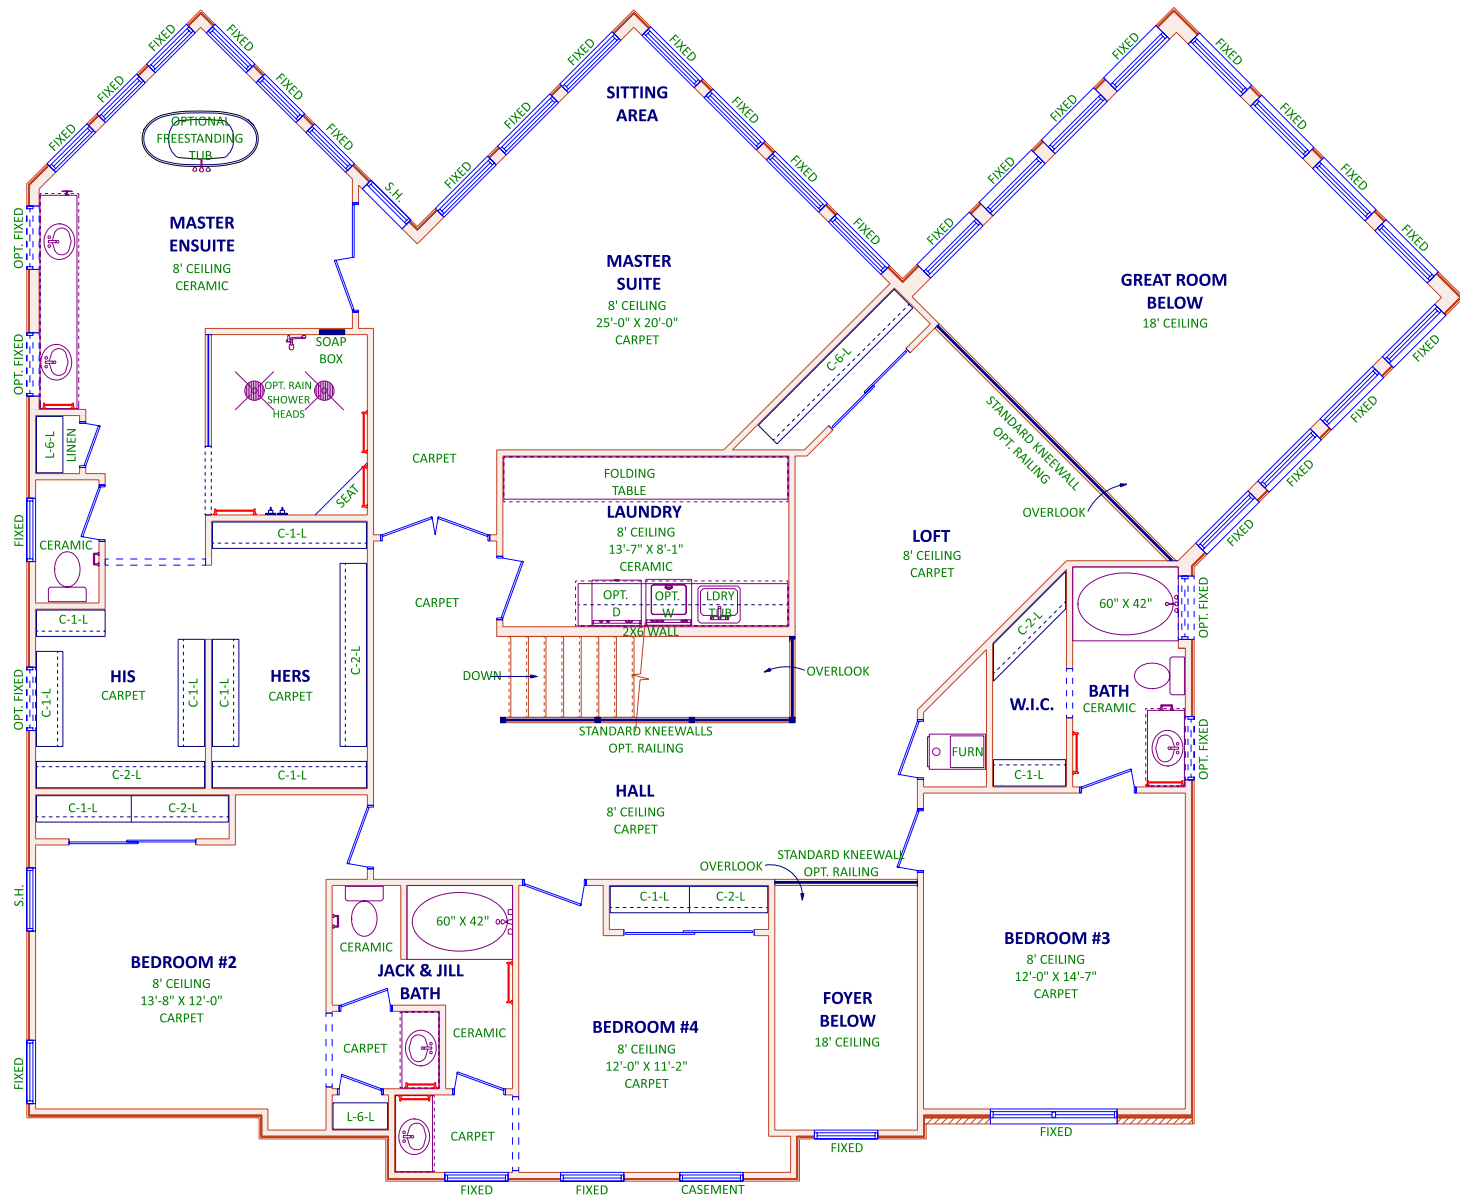 FIXED
FIXED
FIXED
FIXED
FIXED
FIXED
S.H.
OPTIONAL
FREESTANDING
TUB
OPT. FIXED
OPT. FIXED
MASTER
ENSUITE
8' CEILING
CERAMIC
SOAP
BOX
OPT. RAIN
SHOWER
HEADS
SEAT
L-6-L
LINEN
FIXED
CERAMIC
FIXED
FIXED
FIXED
FIXED
FIXED
FIXED
FIXED
SITTING
AREA
MASTER
SUITE
8' CEILING
25'-0" X 20'-0"
CARPET
C-6-L
FIXED
FIXED
FIXED
FIXED
FIXED
FIXED
FIXED
FIXED
FIXED
FIXED
FIXED
FIXED
GREAT ROOM
BELOW
18' CEILING
STANDARD KNEEWALL
OPT. RAILING
OVERLOOK
CARPET
FOLDING
TABLE
LAUNDRY
8' CEILING
13'-7" X 8'-1"
CERAMIC
OPT.
D
OPT.
W
LDRY
TUB
2X6 WALL
LOFT
8' CEILING
CARPET
C-1-L
C-1-L
CARPET
C-1-L
HIS
CARPET
C-1-L
C-1-L
HERS
CARPET
C-2-L
OPT. FIXED
C-2-L
C-1-L
C-1-L
C-2-L
DOWN
OVERLOOK
STANDARD KNEEWALLS
OPT. RAILING
C-2-L
60" X 42"
OPT. FIXED
W.I.C.
BATH
CERAMIC
FURN
C-1-L
OPT. FIXED
HALL
8' CEILING
CARPET
STANDARD KNEEWALL
OPT. RAILING
OVERLOOK
S.H.
BEDROOM #2
8' CEILING
13'-8" X 12'-0"
CARPET
FIXED
60" X 42"
CERAMIC
JACK & JILL
BATH
CERAMIC
CARPET
L-6-L
CARPET
C-1-L
C-2-L
BEDROOM #4
8' CEILING
12'-0" X 11'-2"
CARPET
FOYER
BELOW
18' CEILING
BEDROOM #3
8' CEILING
12'-0" X 14'-7"
CARPET
FIXED
FIXED
FIXED
FIXED
CASEMENT